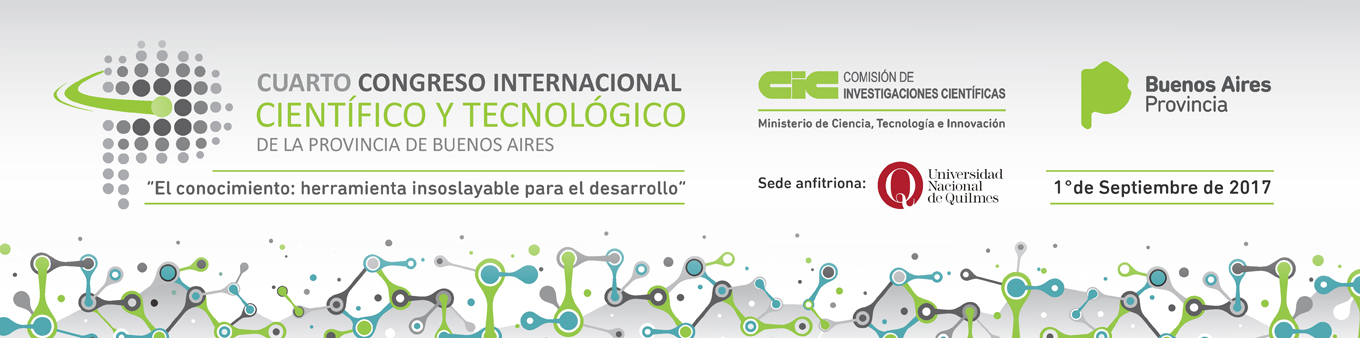 CUARTO CONGRESO INTERNACIONAL
CIENTÍFICO Y TECNOLÓGICO
DE LA PROVINCIA DE BUENOS AIRES
"El conocimiento: herramienta insoslayable para el desarrollo"
CIC
COMISIÓN DE
INVESTIGACIONES CIENTÍFICAS
Ministerio de Ciencia, Tecnología e Innovación
Buenos Aires
Provincia
Sede anfitriona:
Q
Universidad
Nacional
de Quilmes
1°de Septiembre de 2017